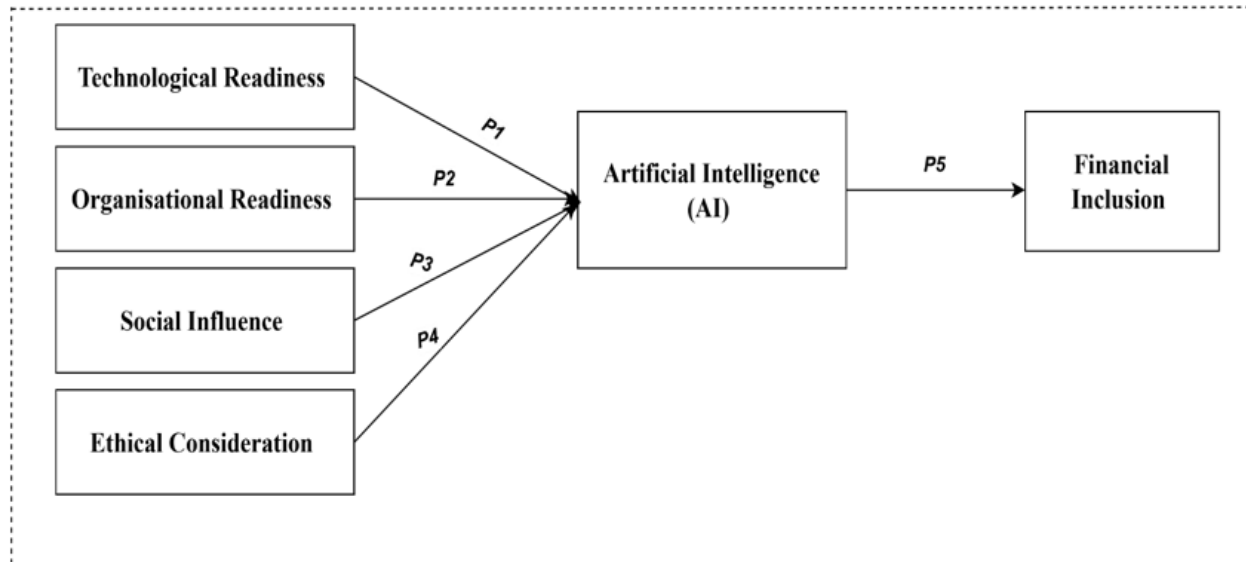 Technological Readiness
P1
Organisational Readiness
P2
Artificial Intelligence
(AI)
P5
Financial
Inclusion
P3
Social Influence
P4
Ethical Consideration